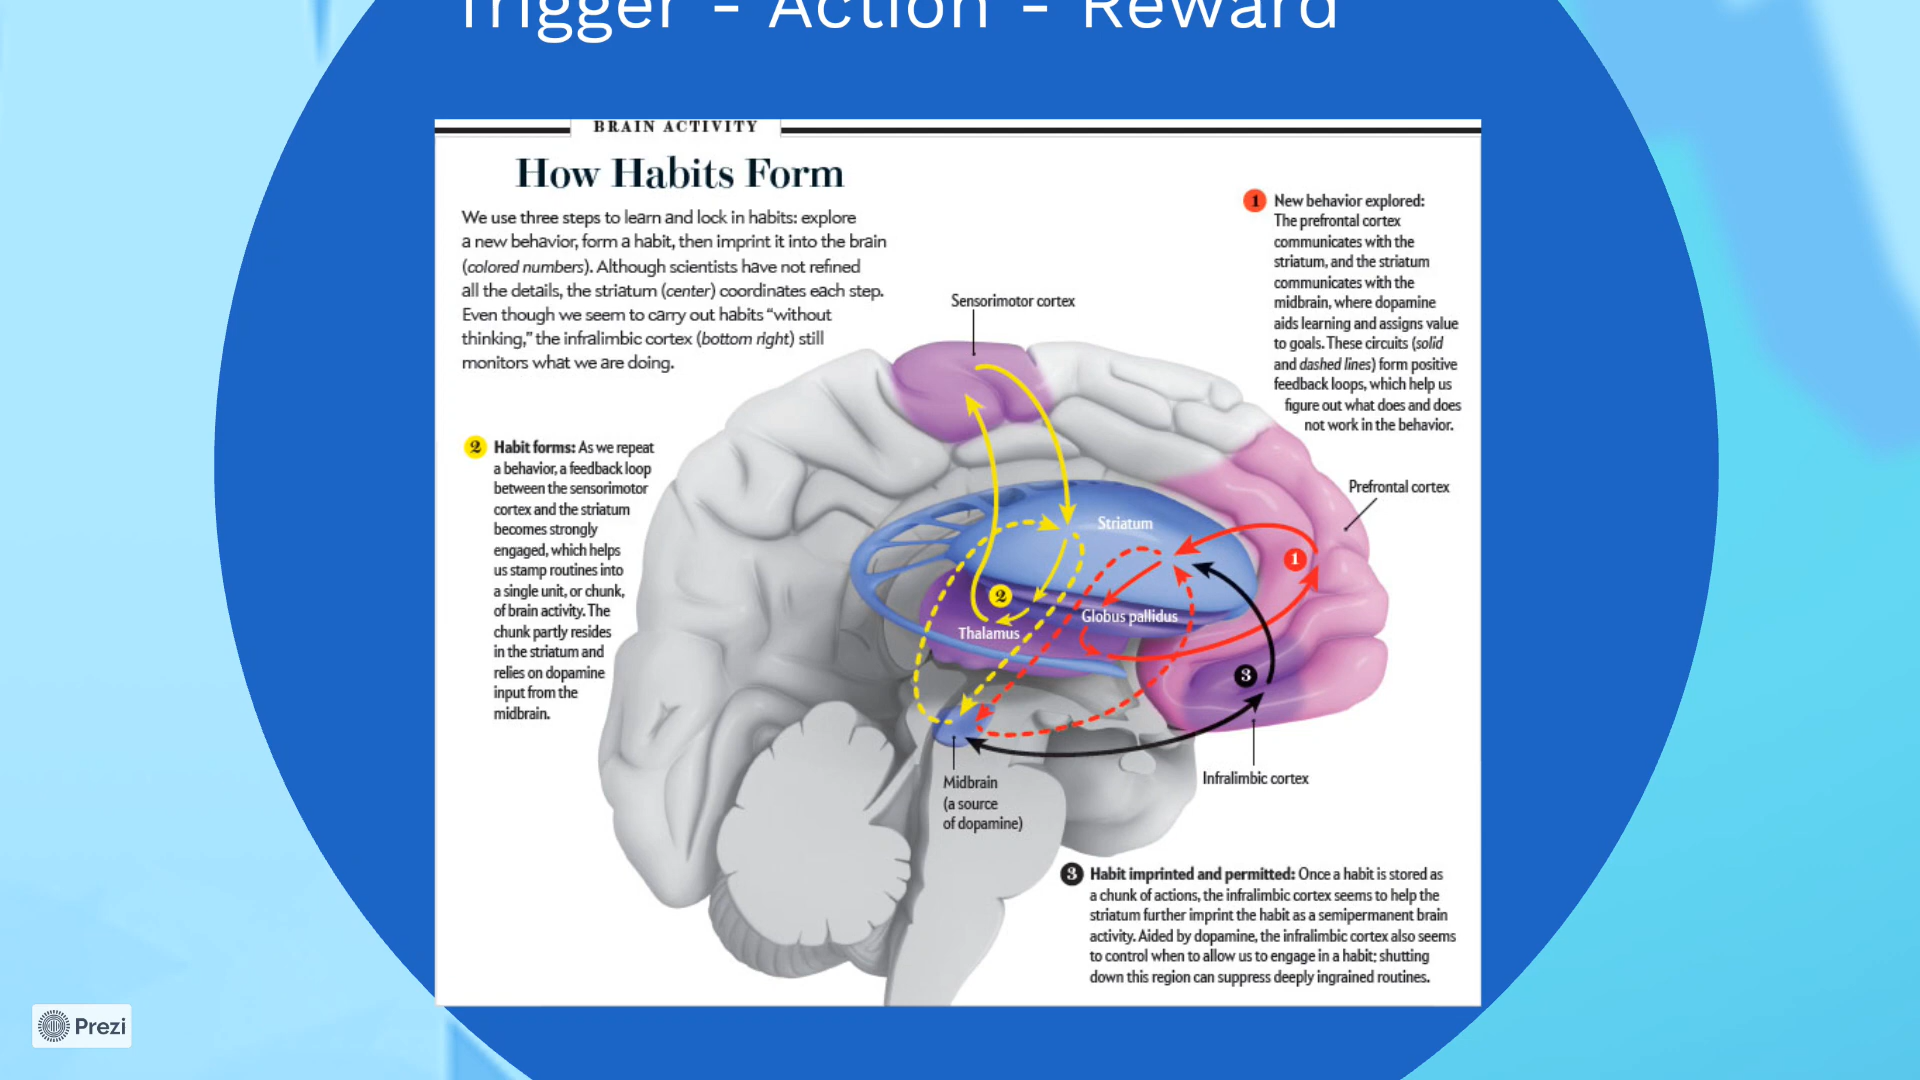 Trigger - Action - Reward
BRAIN ACTIVITY
How Habits Form
We use three steps to learn and lock in habits: explore
a new behavior, form a habit, then imprint it into the brain
(colored numbers). Although scientists have not refined
all the details, the striatum (center) coordinates each step.
Even though we seem to carry out habits “without
thinking,” the infralimbic cortex (bottom right) still
monitors what we are doing.
1 New behavior explored:
The prefrontal cortex
communicates with the
striatum, and the striatum
communicates with the
midbrain, where dopamine
aids learning and assigns value
to goals. These circuits (solid
and dashed lines) form positive
feedback loops, which help us
figure out what does and does
not work in the behavior.
Sensorimotor cortex
2 Habit forms: As we repeat
a behavior, a feedback loop
between the sensorimotor
cortex and the striatum
becomes strongly
engaged, which helps
us stamp routines into
a single unit, or chunk,
of brain activity. The
chunk partly resides
in the striatum and
relies on dopamine
input from the
midbrain.
Prefrontal cortex
Striatum
1
2
Globus pallidus
Thalamus
3
Infralimbic cortex
Midbrain
(a source
of dopamine)
3 Habit imprinted and permitted: Once a habit is stored as
a chunk of actions, the infralimbic cortex seems to help the
striatum further imprint the habit as a semipermanent brain
activity. Aided by dopamine, the infralimbic cortex also seems
to control when to allow us to engage in a habit; shutting
down this region can suppress deeply ingrained routines.
Prezi